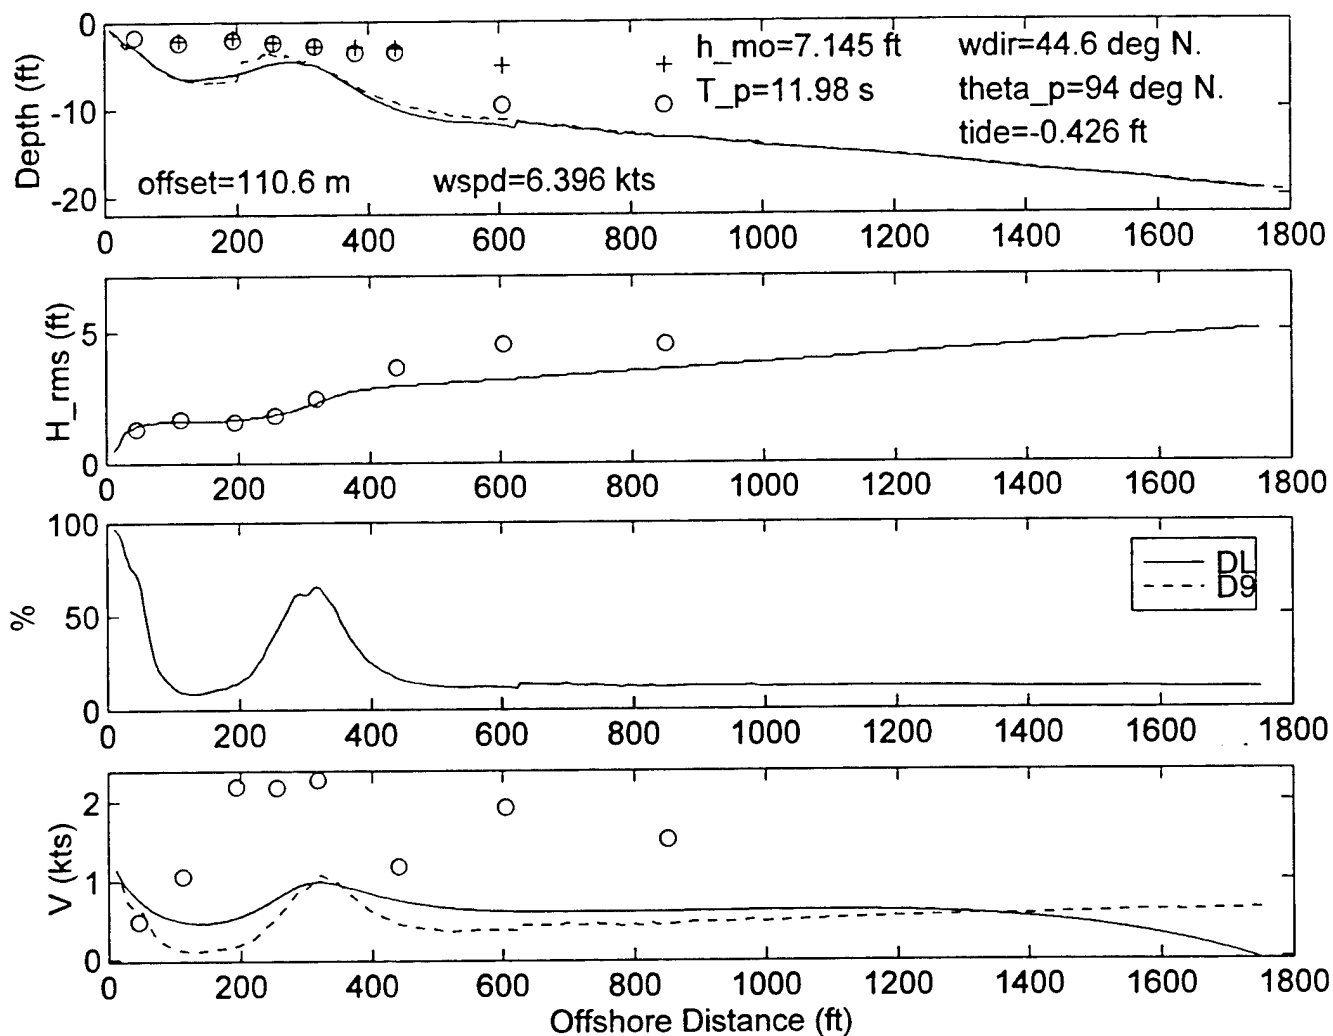 0
-10
-20
Depth (ft)
h_mo=7.145 ft
T_p=11.98 s
wdir=44.6 deg N.
theta_p=94 deg N.
tide=-0.426 ft
offset=110.6 m
wspd=6.396 kts
0 200 400 600 800 1000 1200 1400 1600 1800
5
0
H_rms (ft)
0 200 400 600 800 1000 1200 1400 1600 1800
100
50
0
%
DL
D9
0 200 400 600 800 1000 1200 1400 1600 1800
2
1
0
V (kts)
0 200 400 600 800 1000 1200 1400 1600 1800
Offshore Distance (ft)